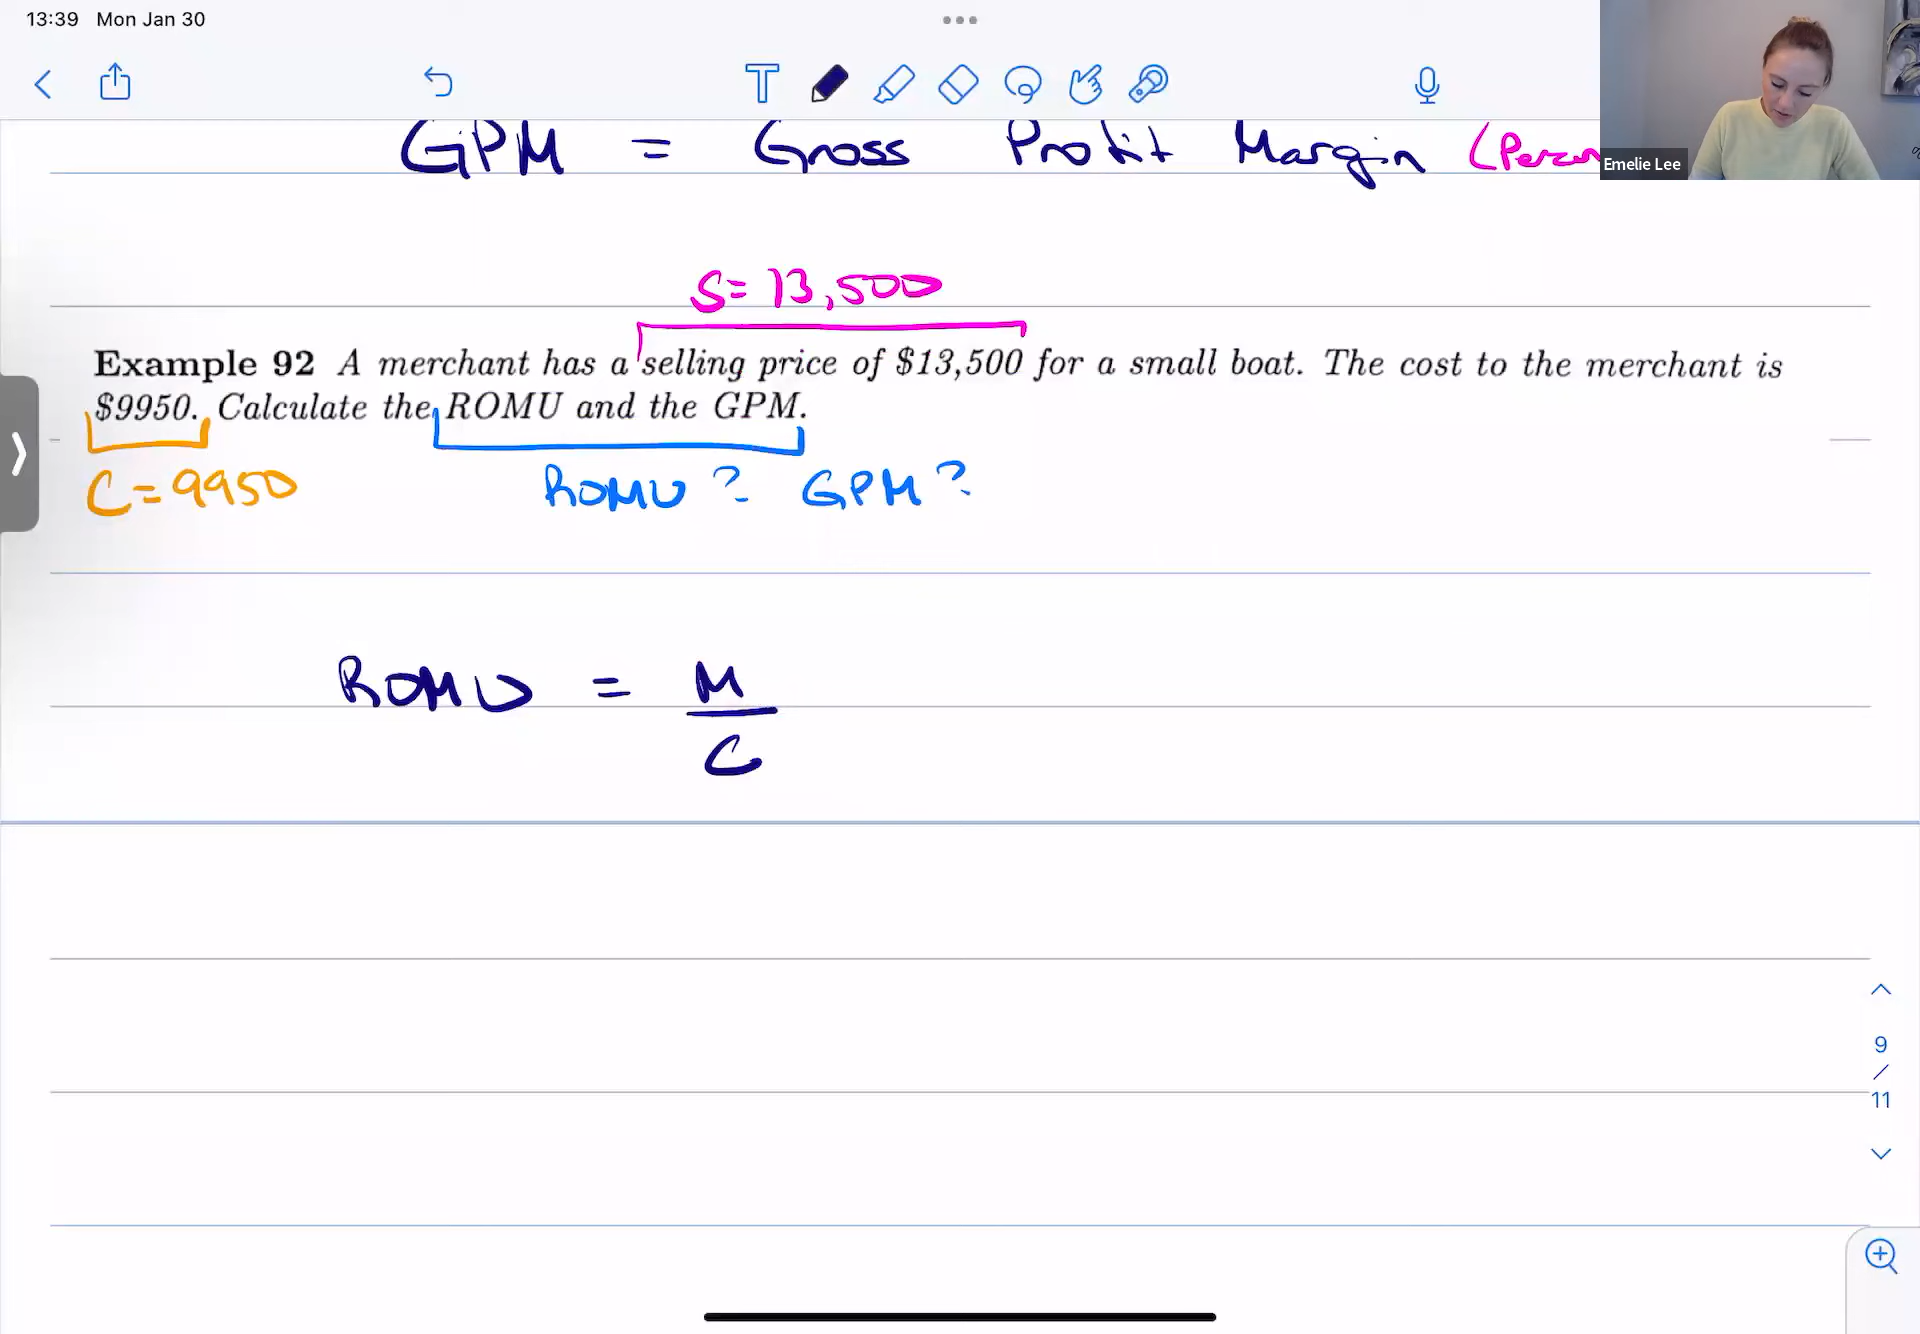 13:39 Mon Jan 30
GPM = Gross Profit Margin
Emelie Lee
S = 13,500
Example 92 A merchant has a selling price of $13,500 for a small boat. The cost to the merchant is
$9950. Calculate the ROMU and the GPM.
C = 9950
ROMU ? GPM ?
ROMU = M
C
9
/
11